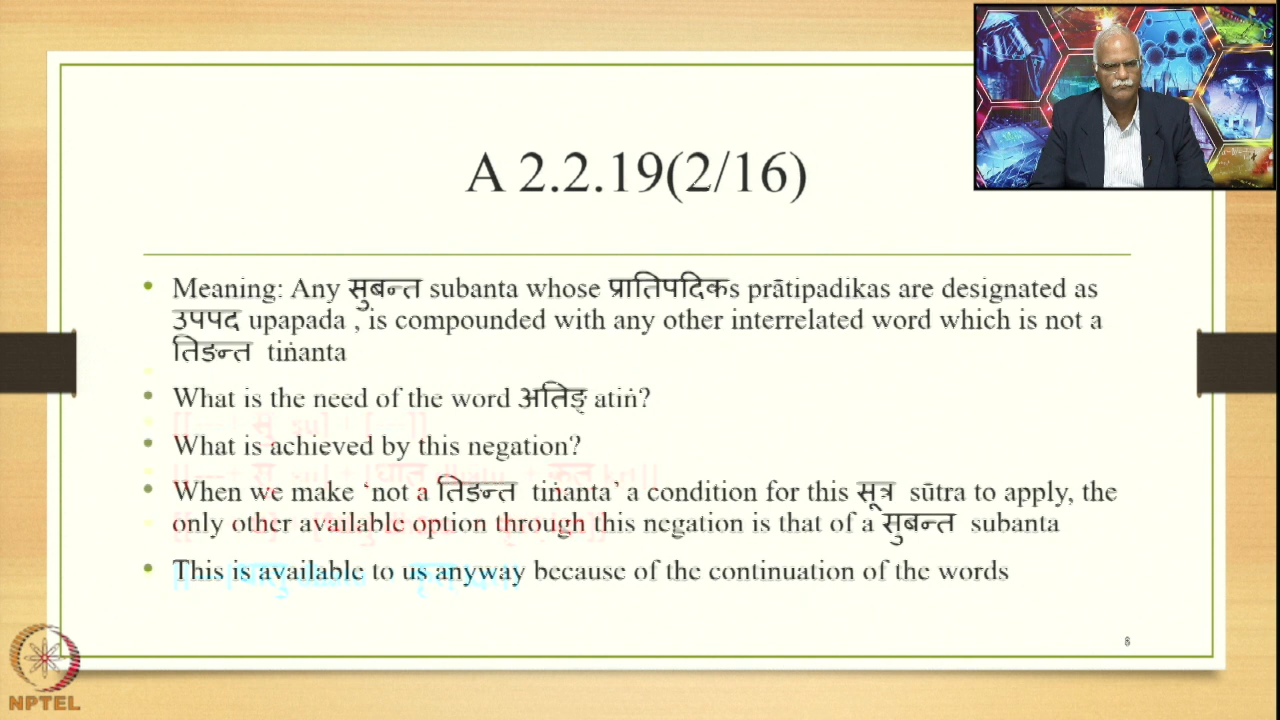 A 2.2.19(2/16)
• Meaning: Any सुबन्त subanta whose प्रातिपदिकs prātipadikas are designated as
उपपद upapada , is compounded with any other interrelated word which is not a
तिङन्त tiṅanta
• What is the need of the word अतिङ् atiṅ?
• What is achieved by this negation?
• When we make ‘not a तिङन्त tiṅanta’ a condition for this सूत्र sūtra to apply, the
only other available option through this negation is that of a सुबन्त subanta
• This is available to us anyway because of the continuation of the words
8
NPTEL